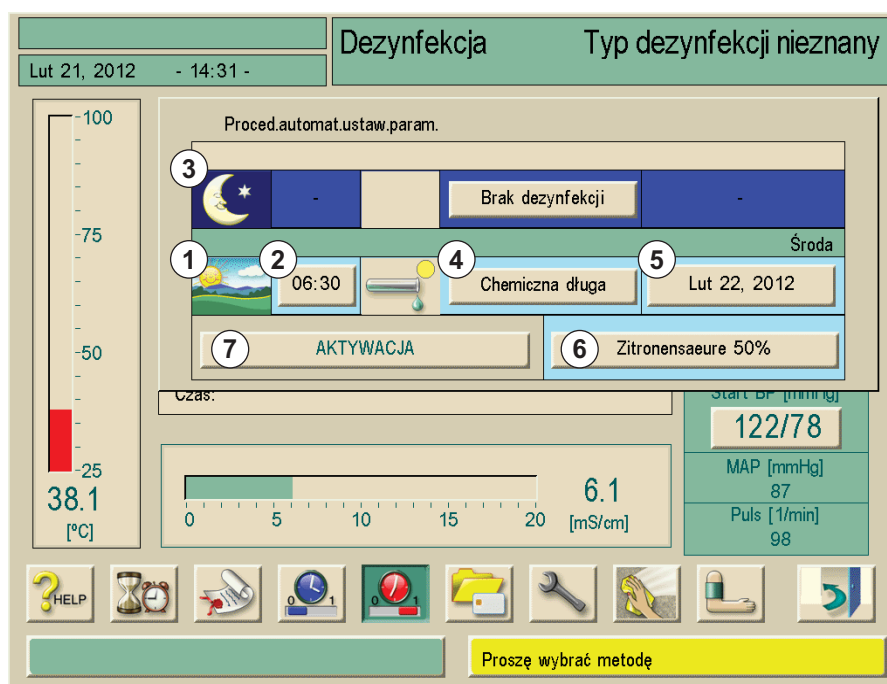 Dezynfekcja Typ dezynfekcji nieznany
Lut 21, 2012 - 14:31 -
Proced.automat.ustaw.param.
3
- Brak dezynfekcji -
Środa
1 2 4 5
06:30 Chemiczna długa Lut 22, 2012
7 AKTYWACJA 6 Zitronensaeure 50%
100
75
50
25
38.1
[°C]
Czas:
Start BP [mmHg]
122/78
MAP [mmHg]
87
Puls [1/min]
98
6.1
[mS/cm]
0 5 10 15 20
?HELP 0 1 0 1
Proszę wybrać metodę